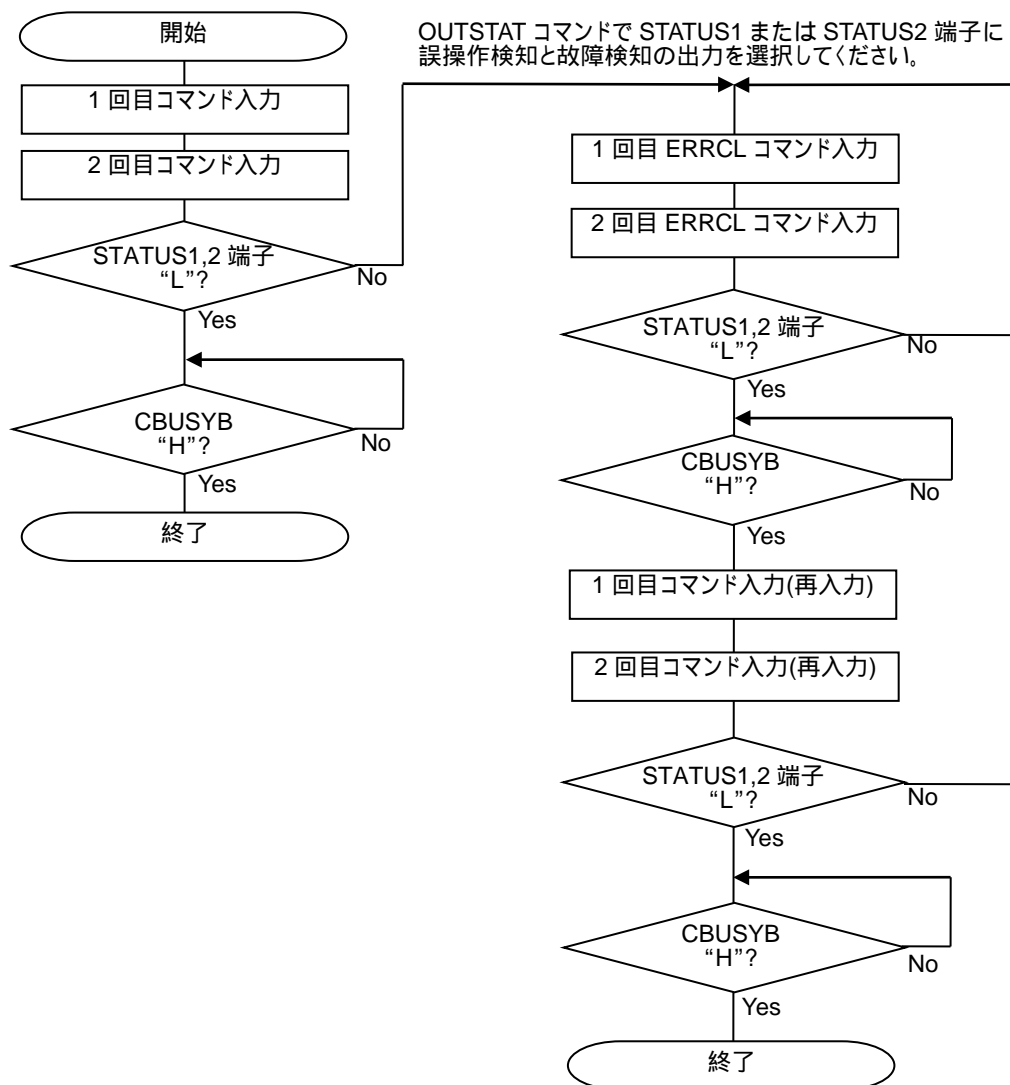 開始
1 回目コマンド入力
2 回目コマンド入力
STATUS1,2 端子
“L”?
No
Yes
CBUSYB
“H”?
No
Yes
終了
OUTSTAT コマンドで STATUS1 または STATUS2 端子に
誤操作検知と故障検知の出力を選択してください。
1 回目 ERRCL コマンド入力
2 回目 ERRCL コマンド入力
STATUS1,2 端子
“L”?
No
Yes
CBUSYB
“H”?
No
Yes
1 回目コマンド入力(再入力)
2 回目コマンド入力(再入力)
STATUS1,2 端子
“L”?
No
Yes
CBUSYB
“H”?
No
Yes
終了